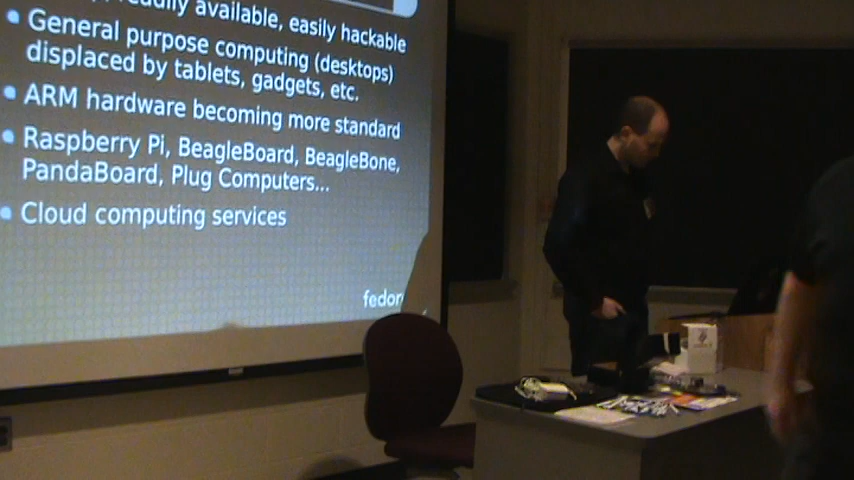 readily available, easily hackable
General purpose computing (desktops)
displaced by tablets, gadgets, etc.
ARM hardware becoming more standard
Raspberry Pi, BeagleBoard, BeagleBone,
PandaBoard, Plug Computers...
Cloud computing services
fedor